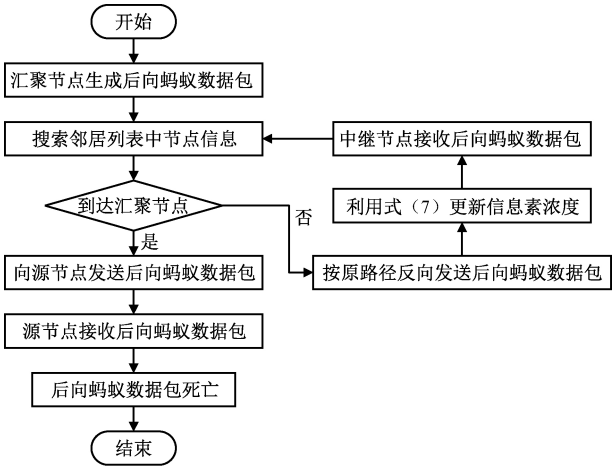 开始
汇聚节点生成后向蚂蚁数据包
搜索邻居列表中节点信息
中继节点接收后向蚂蚁数据包
到达汇聚节点
否
利用式（7）更新信息素浓度
是
向源节点发送后向蚂蚁数据包
按原路径反向发送后向蚂蚁数据包
源节点接收后向蚂蚁数据包
后向蚂蚁数据包死亡
结束